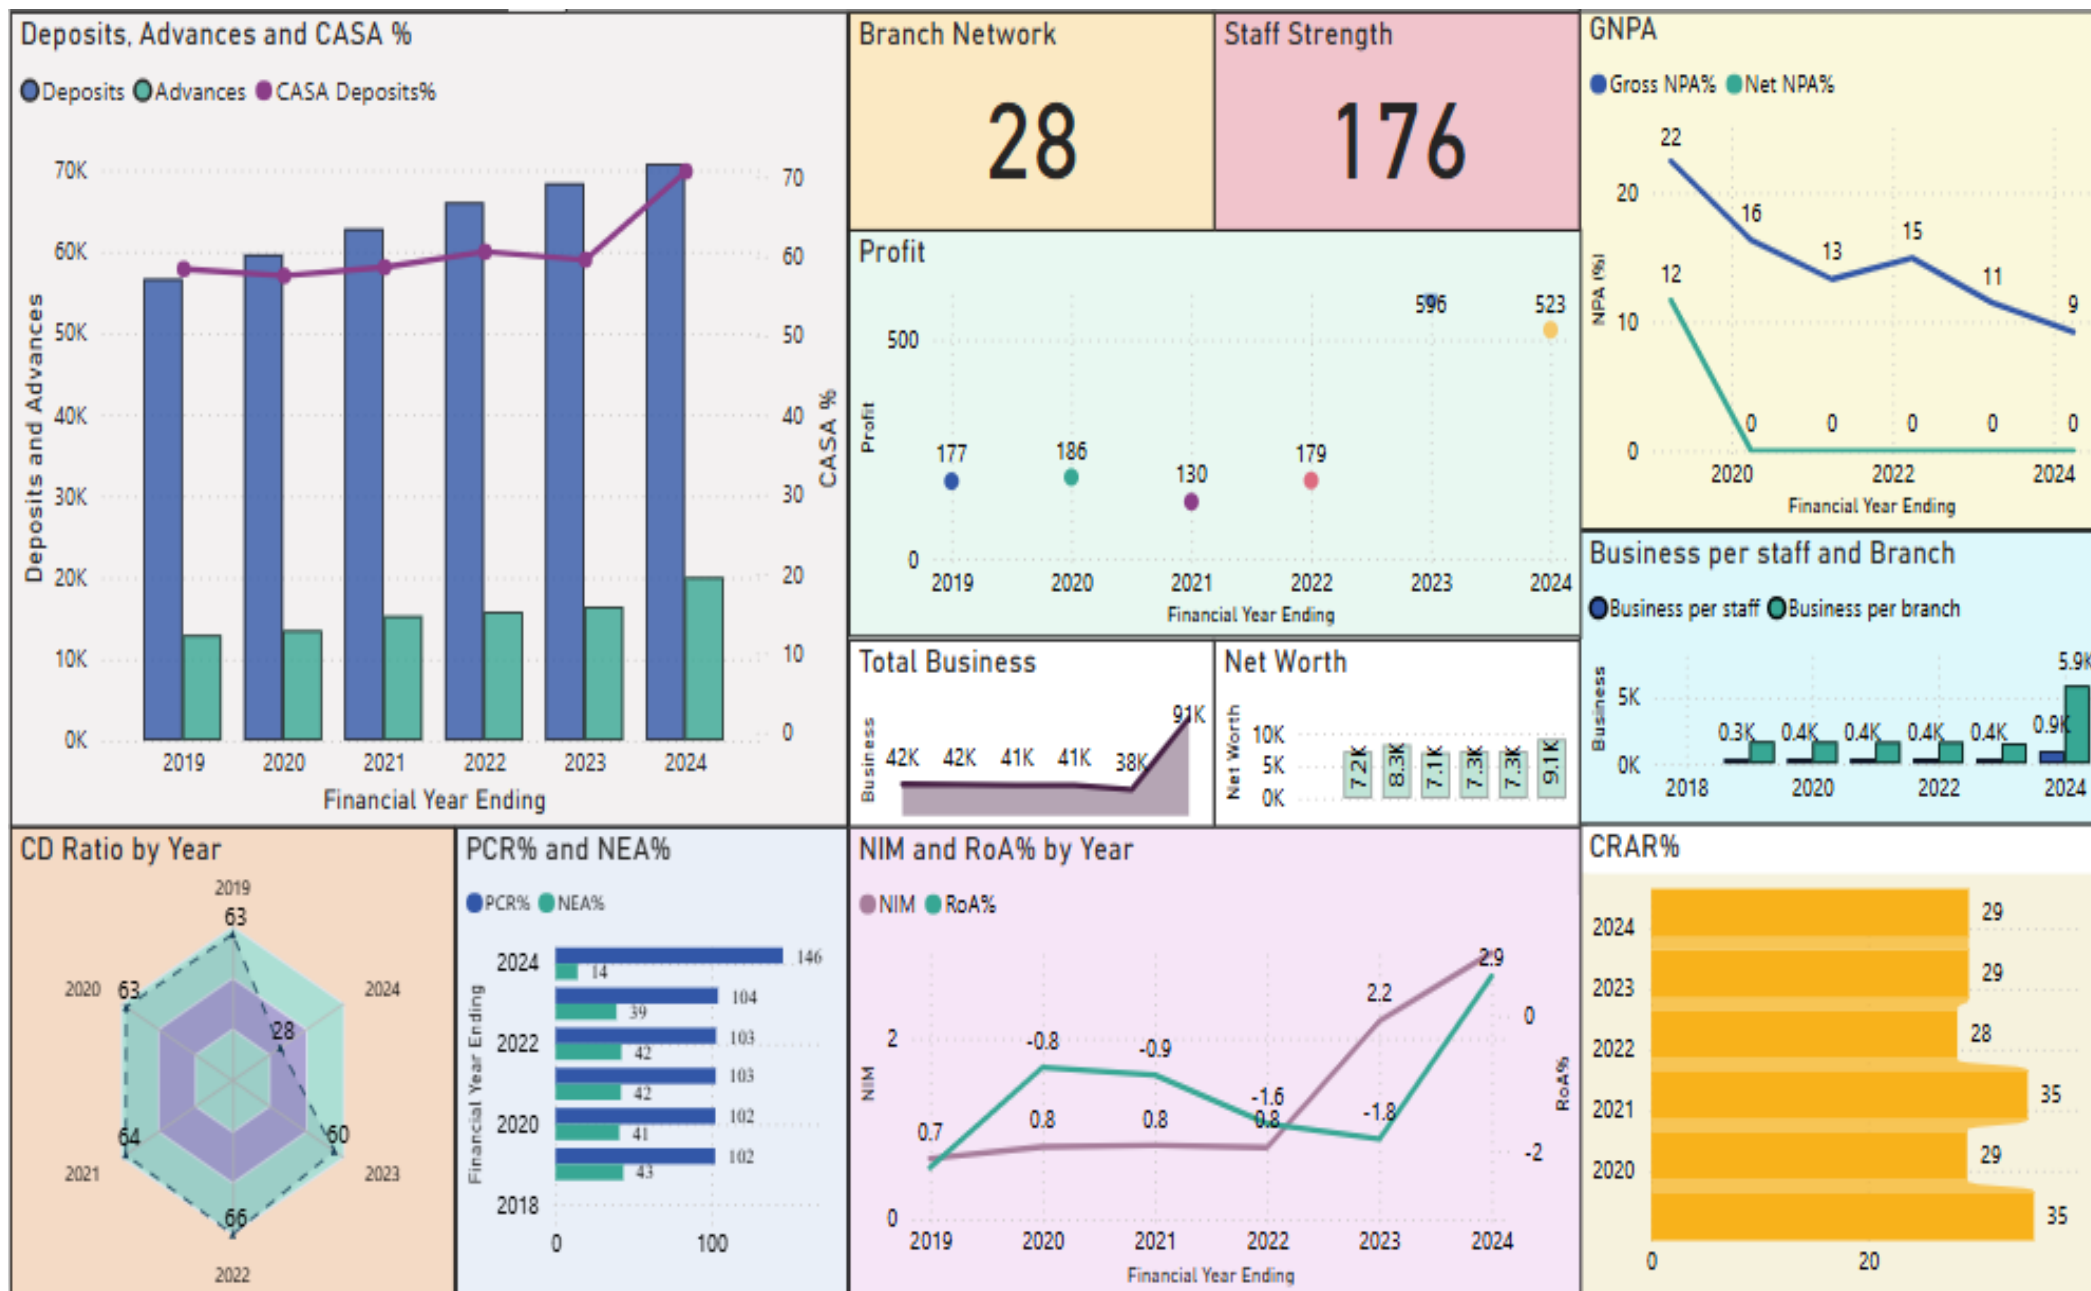 Deposits, Advances and CASA %
Deposits Advances CASA Deposits%
Deposits and Advances
70K
60K
50K
40K
30K
20K
10K
0K
70
60
50
40
30
20
10
0
CASA %
2019 2020 2021 2022 2023 2024
Financial Year Ending
Branch Network
28
Staff Strength
176
GNPA
Gross NPA% Net NPA%
NPA (%)
20
10
0
22
16
13
15
11
9
12
0 0 0 0 0
2020 2022 2024
Financial Year Ending
Profit
Profit
500
0
177
186
130
179
596
523
2019 2020 2021 2022 2023 2024
Financial Year Ending
Business per staff and Branch
Business per staff Business per branch
Business
5K
0K
0.3K 0.4K 0.4K 0.4K 0.4K 0.9K
5.9K
2018 2020 2022 2024
Total Business
Business
42K 42K 41K 41K 38K 91K
Net Worth
Net Worth
10K
5K
0K
7.2K 8.3K 7.1K 7.3K 7.3K 9.1K
CD Ratio by Year
2019
63
2020
63
2024
28
2021
64
2023
60
66
2022
PCR% and NEA%
PCR% NEA%
Financial Year Ending
2024
2022
2020
2018
146
14
104
39
103
42
103
42
102
41
102
43
0 100
NIM and RoA% by Year
NIM RoA%
NIM
2
0
0.7
-0.8
0.8
-0.9
0.8
-1.6
0.8
2.2
-1.8
2.9
0
-2
RoA%
2019 2020 2021 2022 2023 2024
Financial Year Ending
CRAR%
2024 29
2023 29
2022 28
2021 35
2020 29
35
0 20